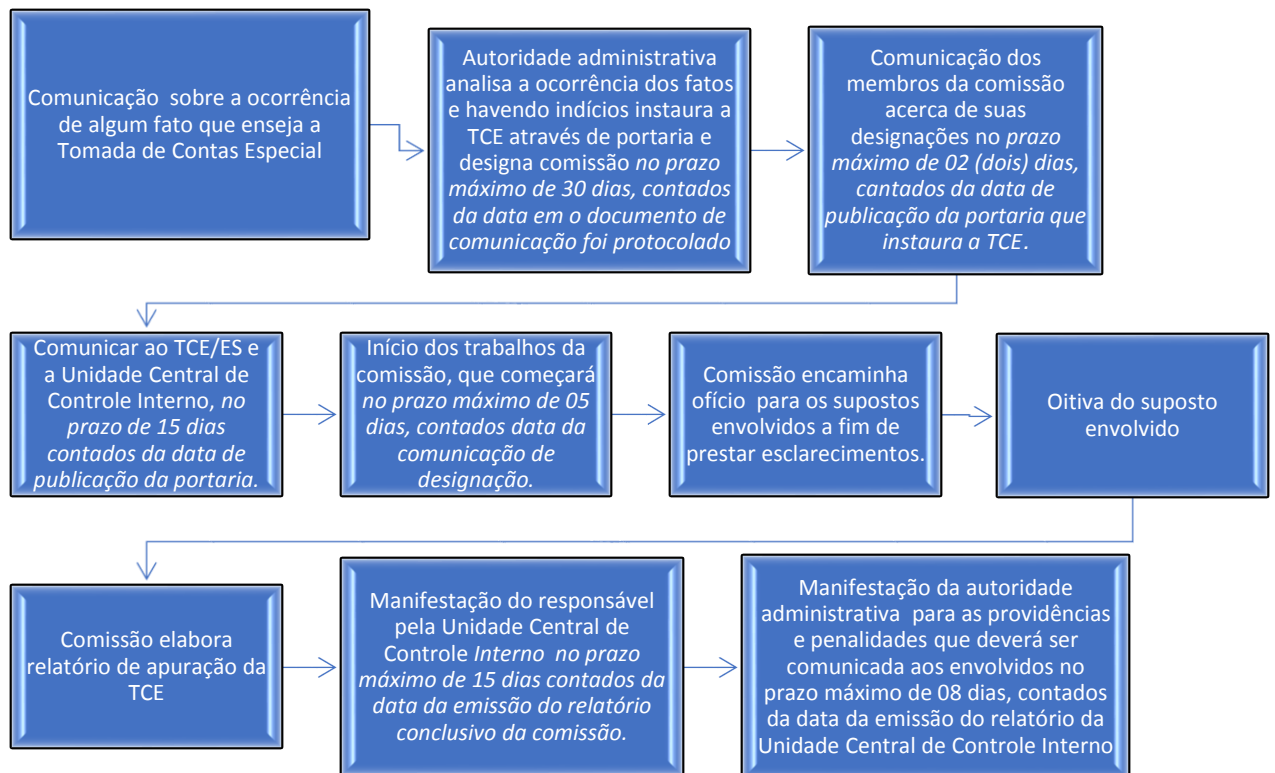 Comunicação sobre a ocorrência
de algum fato que enseja a
Tomada de Contas Especial
Autoridade administrativa
analisa a ocorrência dos fatos
e havendo indícios instaura a
TCE através de portaria e
designa comissão no prazo
máximo de 30 dias, contados
da data em o documento de
comunicação foi protocolado
Comunicação dos
membros da comissão
acerca de suas
designações no prazo
máximo de 02 (dois) dias,
cantados da data de
publicação da portaria que
instaura a TCE.
Comunicar ao TCE/ES e
a Unidade Central de
Controle Interno, no
prazo de 15 dias
contados da data de
publicação da portaria.
Início dos trabalhos da
comissão, que começará
no prazo máximo de 05
dias, contados data da
comunicação de
designação.
Comissão encaminha
ofício para os supostos
envolvidos a fim de
prestar esclarecimentos.
Oitiva do suposto
envolvido
Comissão elabora
relatório de apuração da
TCE
Manifestação do responsável
pela Unidade Central de
Controle Interno no prazo
máximo de 15 dias contados da
data da emissão do relatório
conclusivo da comissão.
Manifestação da autoridade
administrativa para as providências
e penalidades que deverá ser
comunicada aos envolvidos no
prazo máximo de 08 dias, contados
da data da emissão do relatório da
Unidade Central de Controle Interno